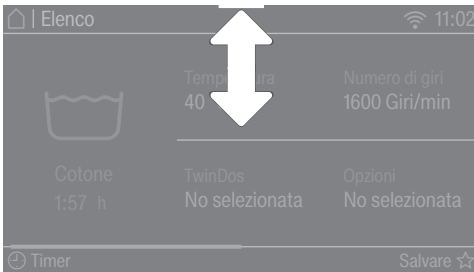 | Elenco 11:02
Temperatura Numero di giri
40 1600 Giri/min
Cotone TwinDos Opzioni
1:57 h No selezionata No selezionata
Timer Salvare